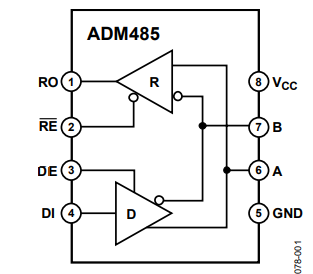 ADM485
RO 1 R 8 VCC
RE 2 7 B
DE 3 6 A
DI 4 D 5 GND
078-001